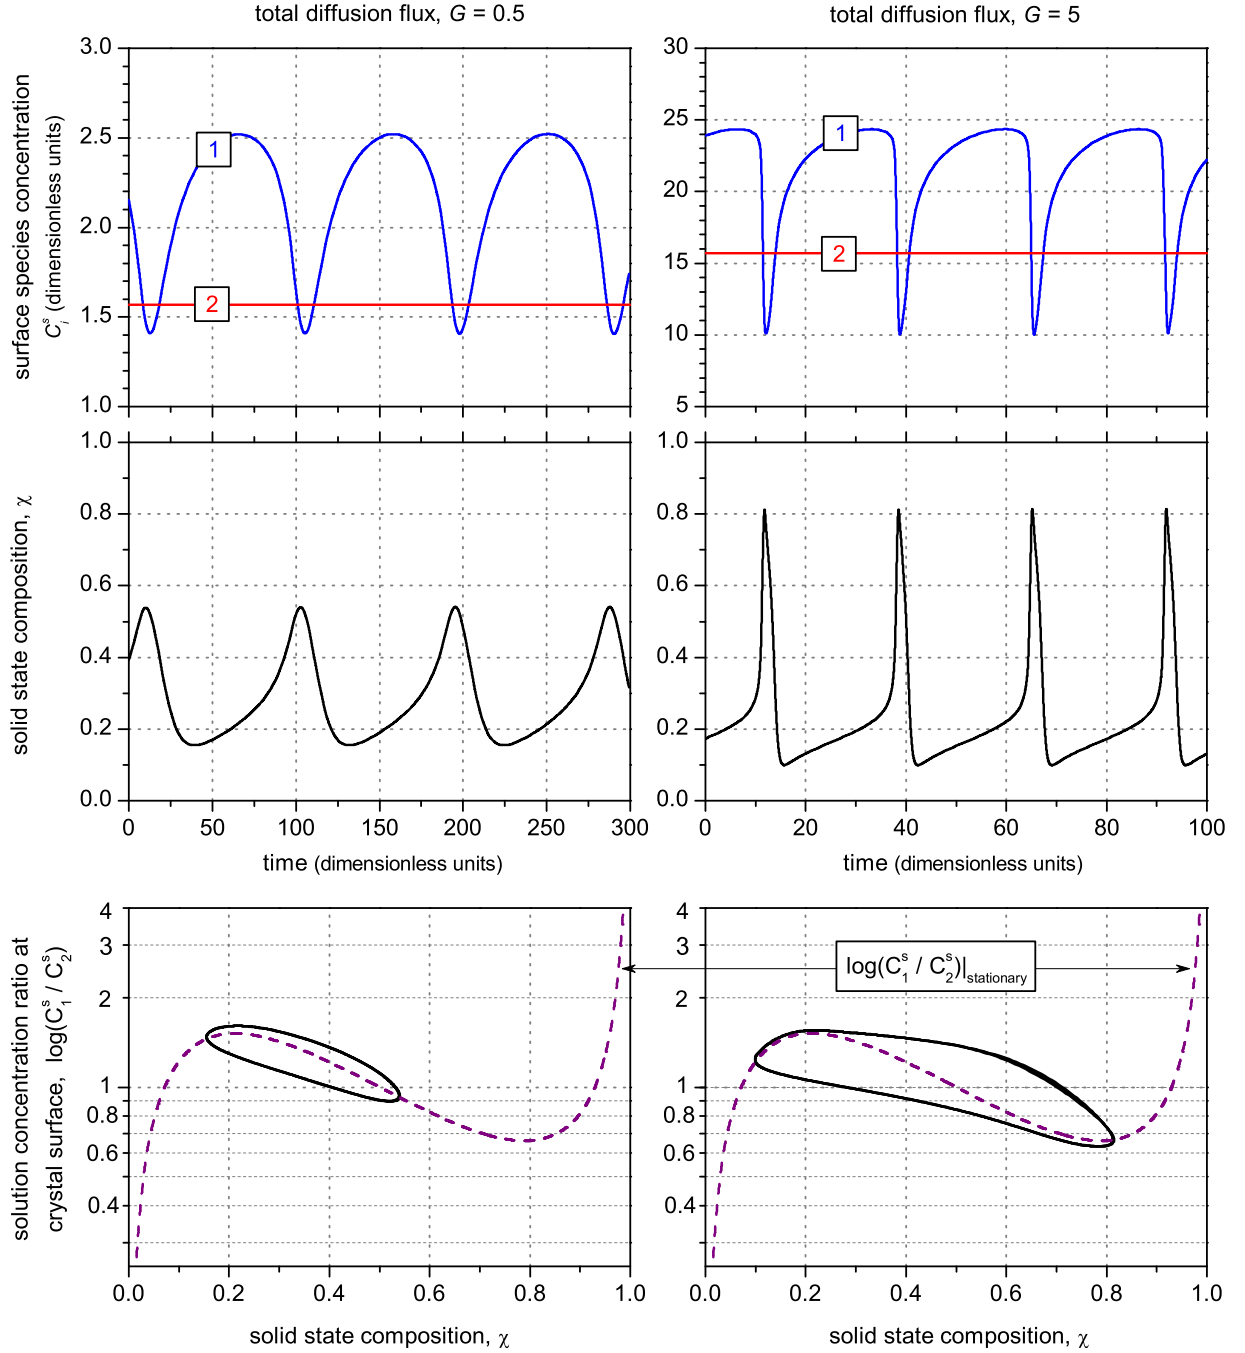 total diffusion flux, G = 0.5
total diffusion flux, G = 5
surface species concentration
C_i^s (dimensionless units)
3.0
2.5
2.0
1.5
1.0
1
2
30
25
20
15
10
5
1
2
solid state composition, χ
1.0
0.8
0.6
0.4
0.2
0.0
0 50 100 150 200 250 300
time (dimensionless units)
1.0
0.8
0.6
0.4
0.2
0.0
0 20 40 60 80 100
time (dimensionless units)
solution concentration ratio at
crystal surface, log(C_1^s / C_2^s)
4
3
2
1
0.8
0.6
0.4
0.0 0.2 0.4 0.6 0.8 1.0
solid state composition, χ
log(C_1^s / C_2^s)|stationary
4
3
2
1
0.8
0.6
0.4
0.0 0.2 0.4 0.6 0.8 1.0
solid state composition, χ